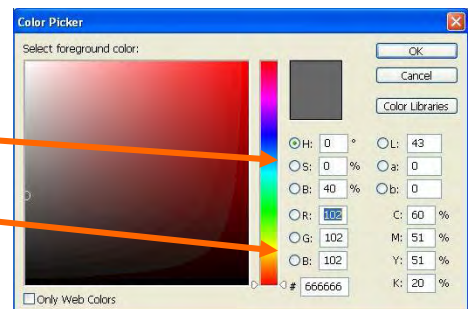 Color Picker
Select foreground color:
OK
Cancel
Color Libraries
H: 0 ° L: 43
S: 0 % a: 0
B: 40 % b: 0
R: 102 C: 60 %
G: 102 M: 51 %
B: 102 Y: 51 %
# 666666 K: 20 %
Only Web Colors